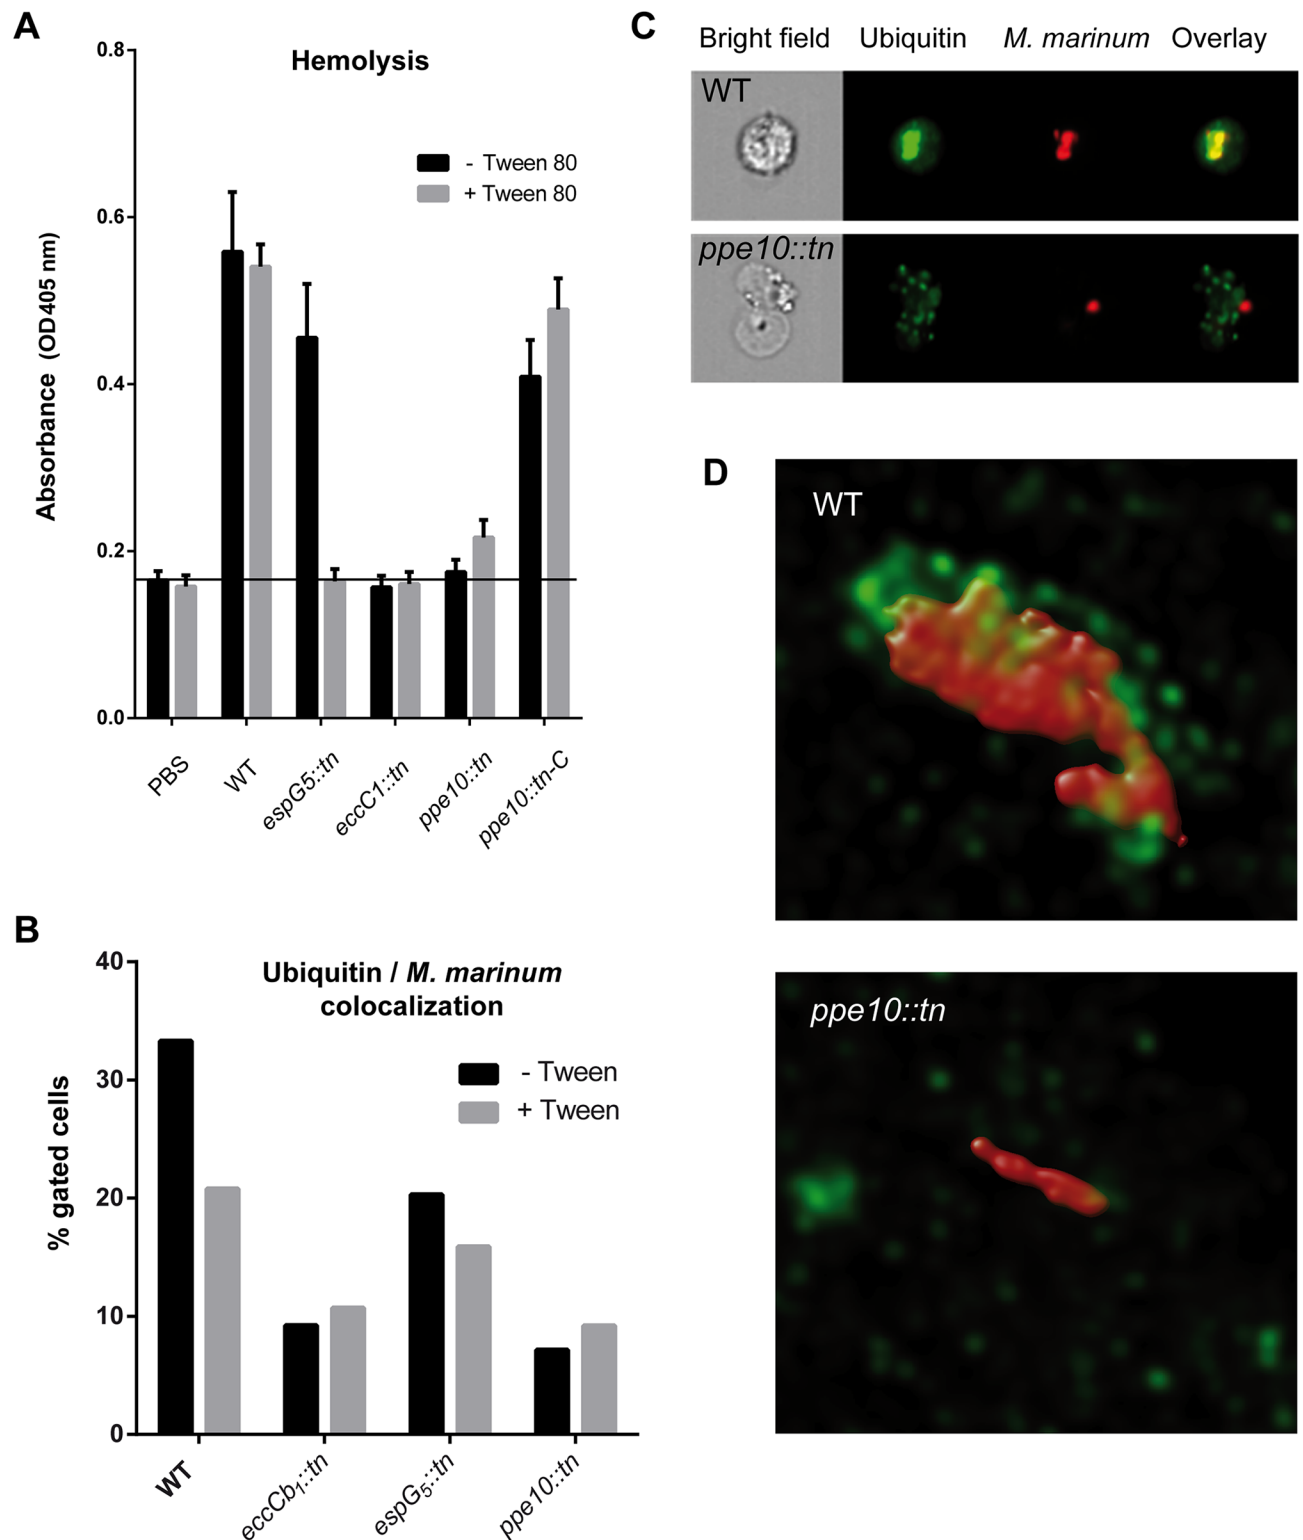 A
Hemolysis
- Tween 80
+ Tween 80
Absorbance (OD405 nm)
0.8
0.6
0.4
0.2
0.0
PBS
WT
espG5::tn
eccC1::tn
ppe10::tn
ppe10::tn-C
B
Ubiquitin / M. marinum
colocalization
- Tween
+ Tween
% gated cells
40
30
20
10
0
WT
eccCb₁::tn
espG₅::tn
ppe10::tn
C
Bright field Ubiquitin M. marinum Overlay
WT
ppe10::tn
D
WT
ppe10::tn